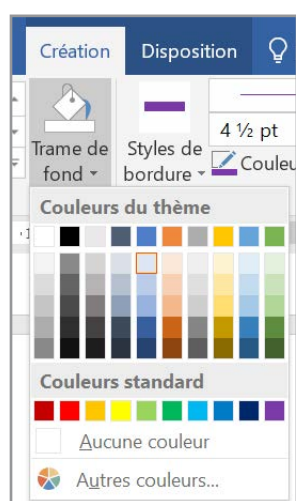 Création Disposition
4 ½ pt
Trame de fond
Styles de bordure
Couleu
Couleurs du thème
Couleurs standard
Aucune couleur
Autres couleurs...